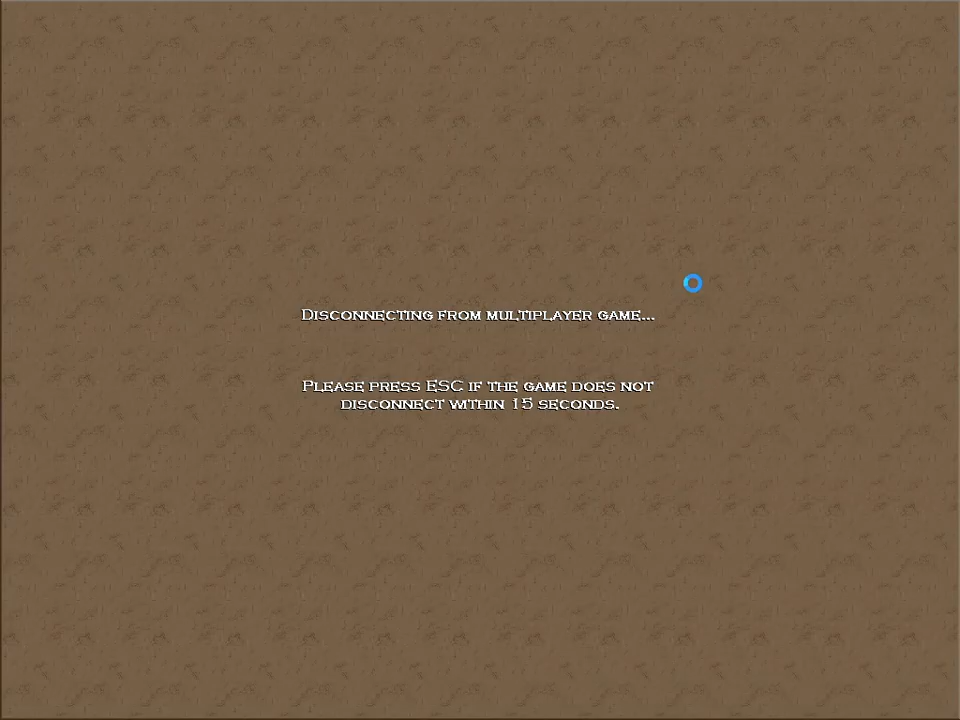 Disconnecting from multiplayer game...
Please press ESC if the game does not
disconnect within 15 seconds.